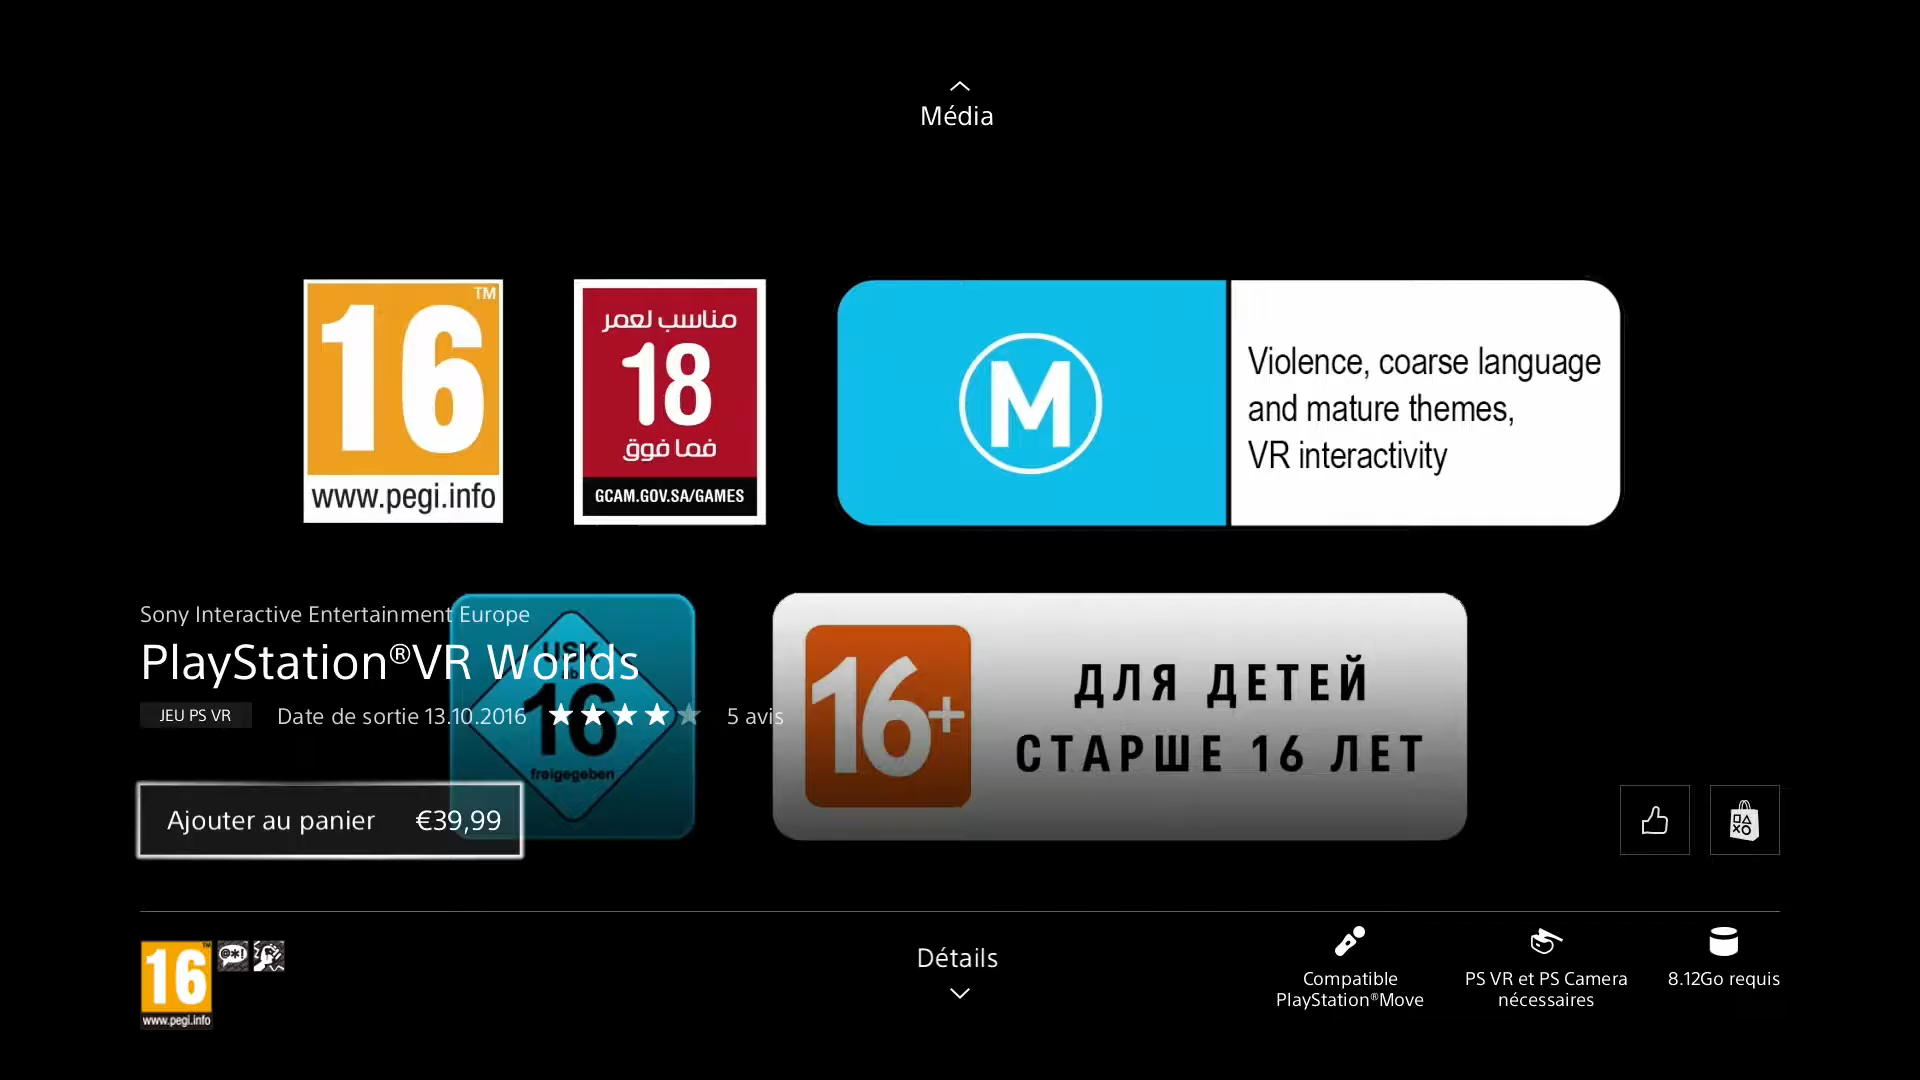 Média
16
TM
www.pegi.info
مناسب لعمر
18
فما فوق
GCAM.GOV.SA/GAMES
M
Violence, coarse language
and mature themes,
VR interactivity
Sony Interactive Entertainment Europe
PlayStation®VR Worlds
JEU PS VR
Date de sortie 13.10.2016
5 avis
USK
ab
16
freigegeben
16+
ДЛЯ ДЕТЕЙ
СТАРШЕ 16 ЛЕТ
Ajouter au panier €39,99
16
www.pegi.info
@*!
Détails
Compatible
PlayStation®Move
PS VR et PS Camera
nécessaires
8.12Go requis